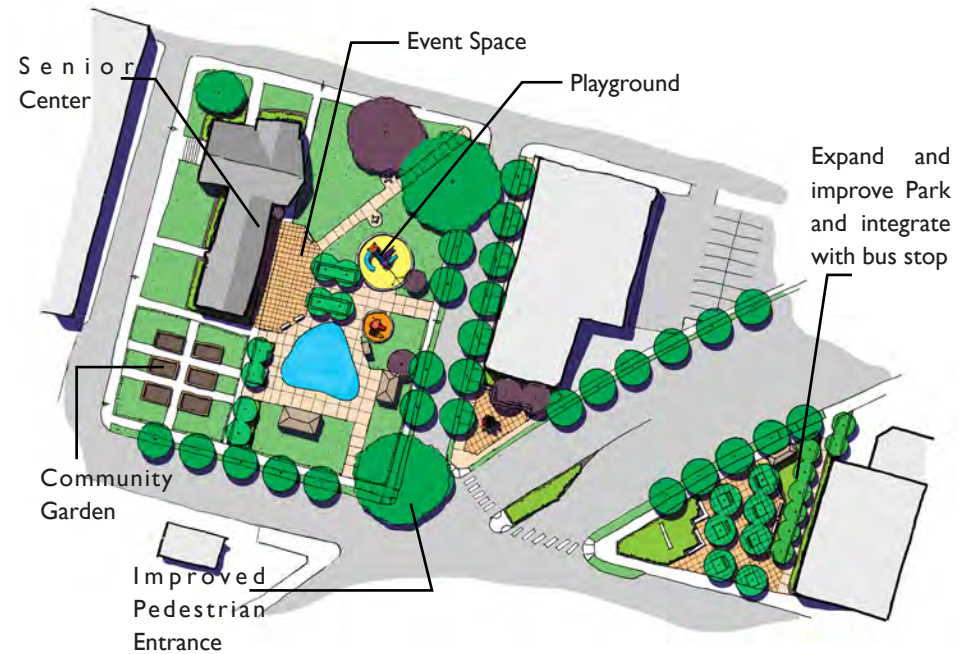 Event Space
Senior
Center
Playground
Expand and
improve Park
and integrate
with bus stop
Community
Garden
Improved
Pedestrian
Entrance